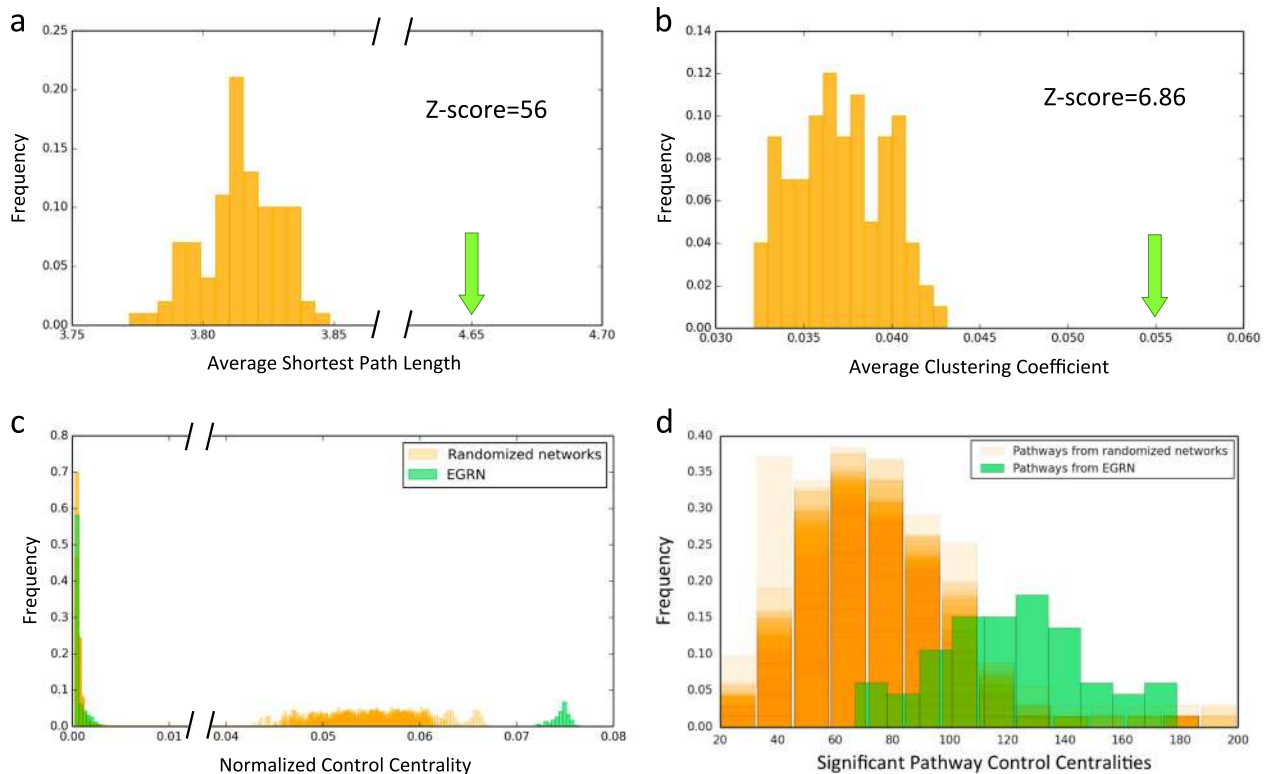 a
0.25
0.20
0.15
0.10
0.05
0.00
Frequency
Z-score=56
3.75 3.80 3.85 4.65 4.70
Average Shortest Path Length
b
0.14
0.12
0.10
0.08
0.06
0.04
0.02
0.00
Frequency
Z-score=6.86
0.030 0.035 0.040 0.045 0.050 0.055 0.060
Average Clustering Coefficient
c
0.8
0.7
0.6
0.5
0.4
0.3
0.2
0.1
0.0
Frequency
Randomized networks
EGRN
0.00 0.01 0.04 0.05 0.06 0.07 0.08
Normalized Control Centrality
d
0.40
0.35
0.30
0.25
0.20
0.15
0.10
0.05
0.00
Frequency
Pathways from randomized networks
Pathways from EGRN
20 40 60 80 100 120 140 160 180 200
Significant Pathway Control Centralities